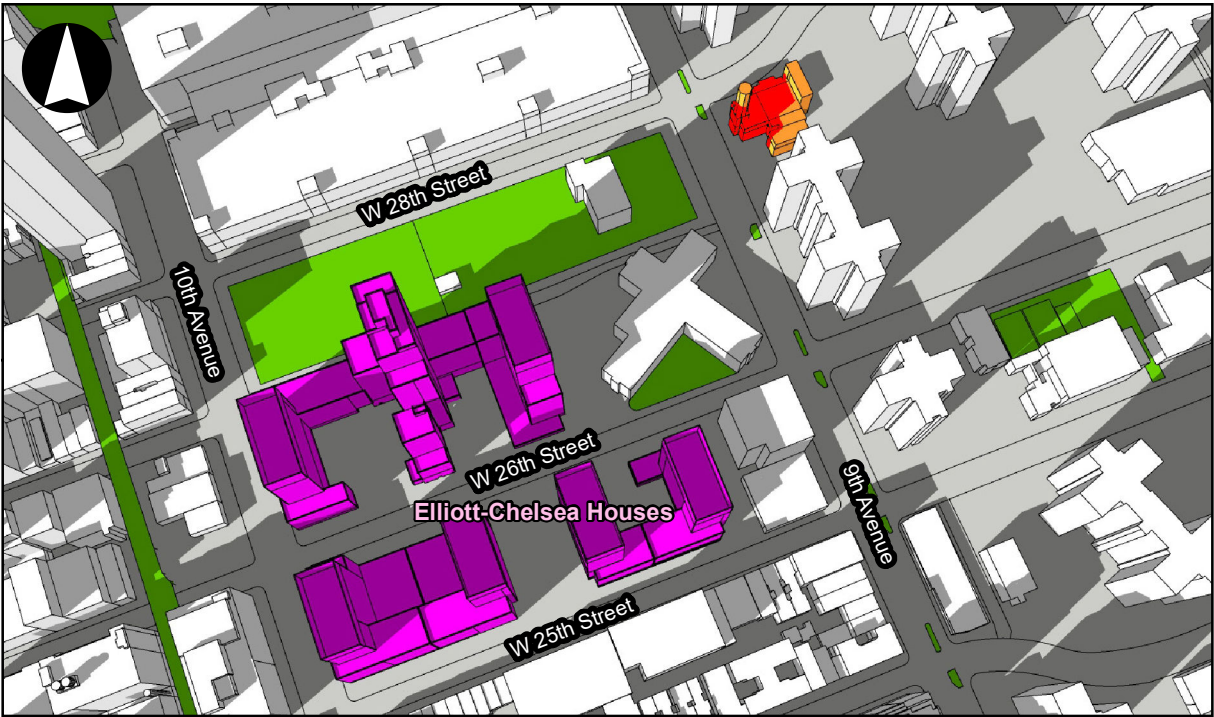 W 28th Street
10th Avenue
W 26th Street
Elliott-Chelsea Houses
9th Avenue
W 25th Street